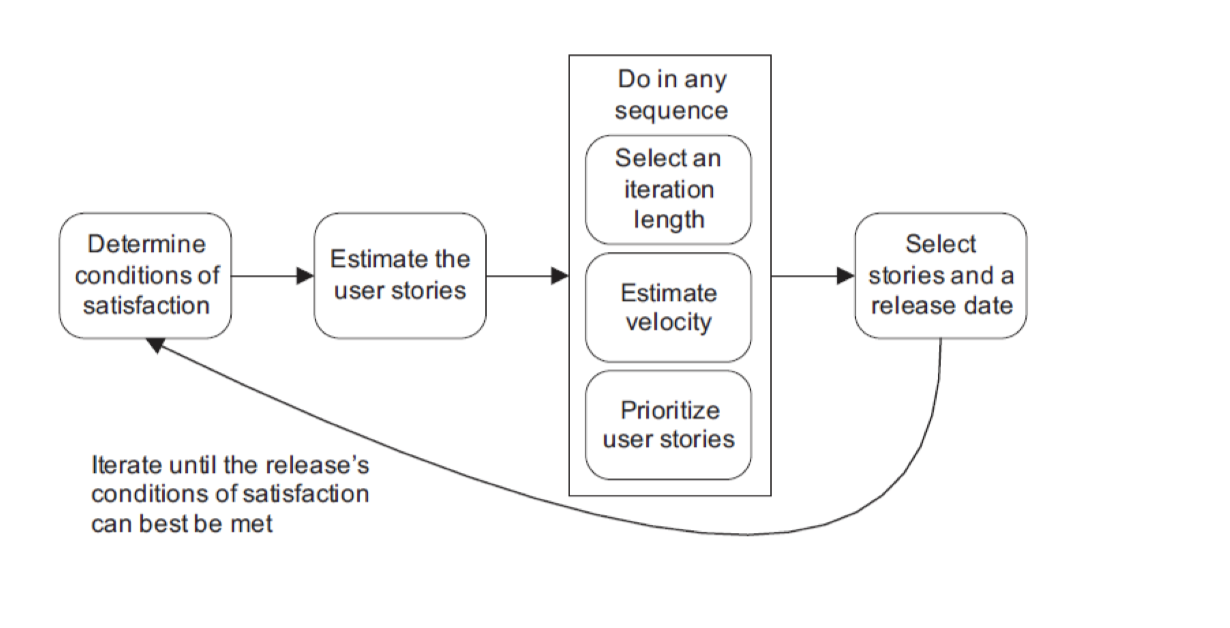 Do in any
sequence
Select an
iteration
length
Determine
conditions of
satisfaction
Estimate the
user stories
Estimate
velocity
Select
stories and a
release date
Prioritize
user stories
Iterate until the release’s
conditions of satisfaction
can best be met